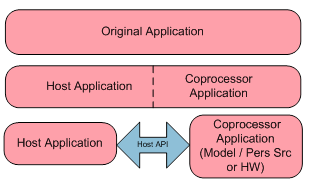 Original Application
Host Application
Coprocessor
Application
Host Application
Host API
Coprocessor
Application
(Model / Pers Src
or HW)